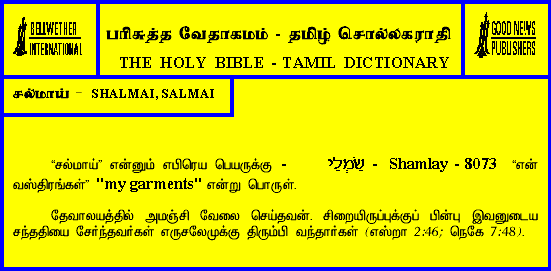 BELLWETHER
INTERNATIONAL
பரிசுத்த வேதாகமம் - தமிழ் சொல்லகராதி
THE HOLY BIBLE - TAMIL DICTIONARY
GOOD NEWS
PUBLISHERS
சல்மாய் - SHALMAI, SALMAI
“சல்மாய்” என்னும் எபிரெய பெயருக்கு - שַׂמְלַי - Shamlay - 8073 “என்
வஸ்திரங்கள்” "my garments" என்று பொருள்.
தேவாலயத்தில் அமஞ்சி வேலை செய்தவன். சிறையிருப்புக்குப் பின்பு இவனுடைய
சந்ததியை சேர்ந்தவர்கள் எருசலேமுக்கு திரும்பி வந்தார்கள் (எஸ்றா 2:46; நெகே 7:48).